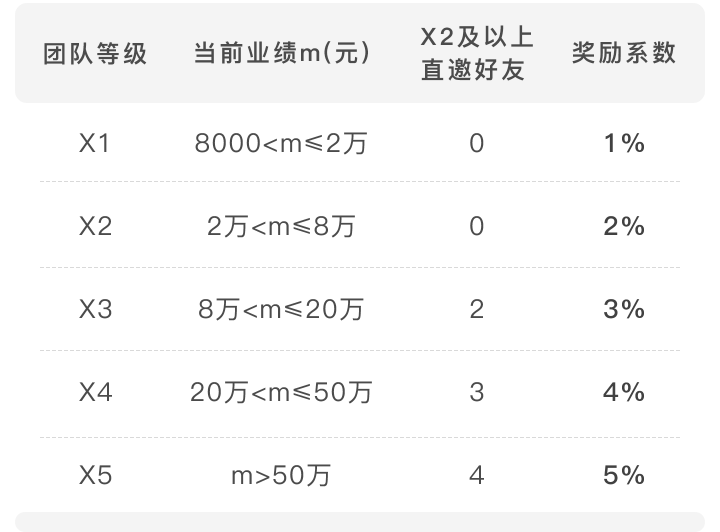 团队等级 当前业绩m(元) X2及以上
直邀好友 奖励系数
X1 8000<m≤2万 0 1%
X2 2万<m≤8万 0 2%
X3 8万<m≤20万 2 3%
X4 20万<m≤50万 3 4%
X5 m>50万 4 5%